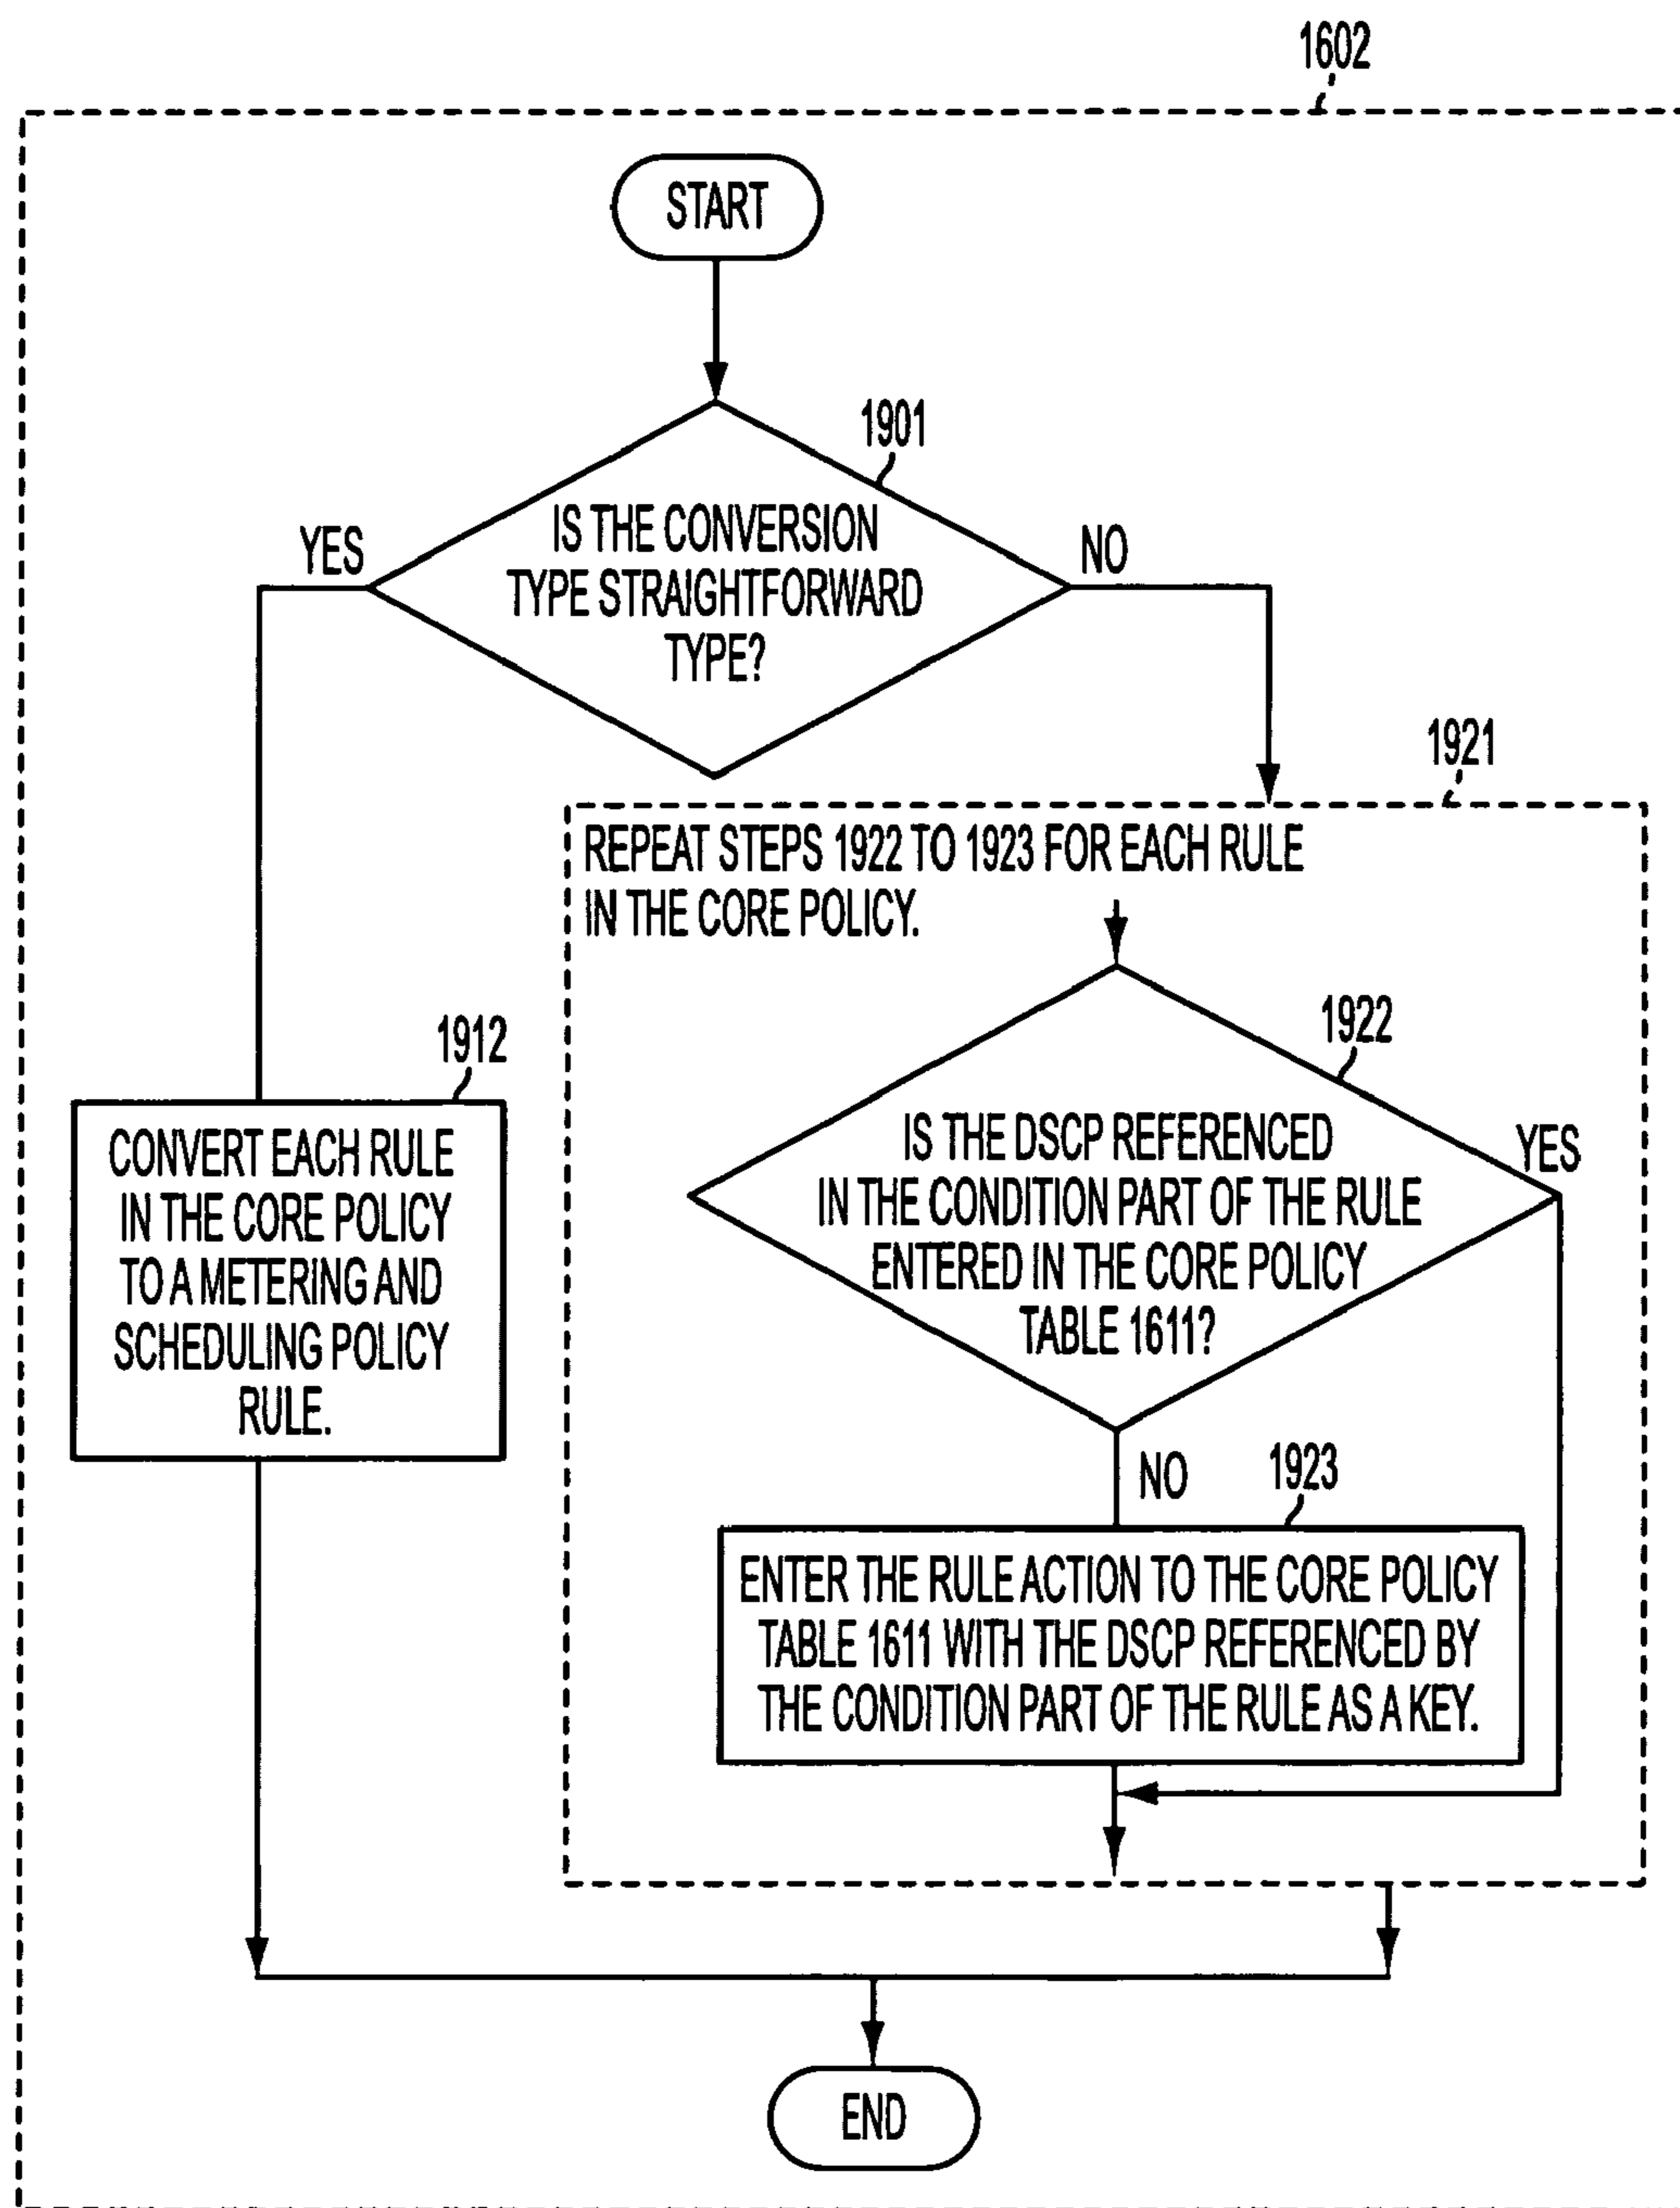 1602
START
1901
IS THE CONVERSION
TYPE STRAIGHTFORWARD
TYPE?
YES
NO
1921
REPEAT STEPS 1922 TO 1923 FOR EACH RULE
IN THE CORE POLICY.
1922
IS THE DSCP REFERENCED
IN THE CONDITION PART OF THE RULE
ENTERED IN THE CORE POLICY
TABLE 1611?
YES
1912
CONVERT EACH RULE
IN THE CORE POLICY
TO A METERING AND
SCHEDULING POLICY
RULE.
NO
1923
ENTER THE RULE ACTION TO THE CORE POLICY
TABLE 1611 WITH THE DSCP REFERENCED BY
THE CONDITION PART OF THE RULE AS A KEY.
END